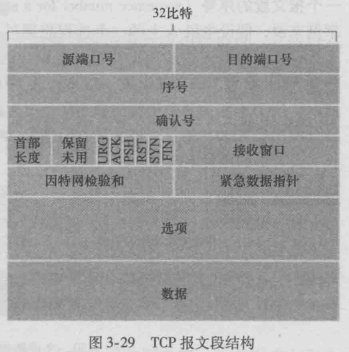 32比特
源端口号 目的端口号
序号
确认号
首部长度 保留未用 URG ACK PSH RST SYN FIN 接收窗口
因特网检验和 紧急数据指针
选项
数据
图 3-29 TCP 报文段结构